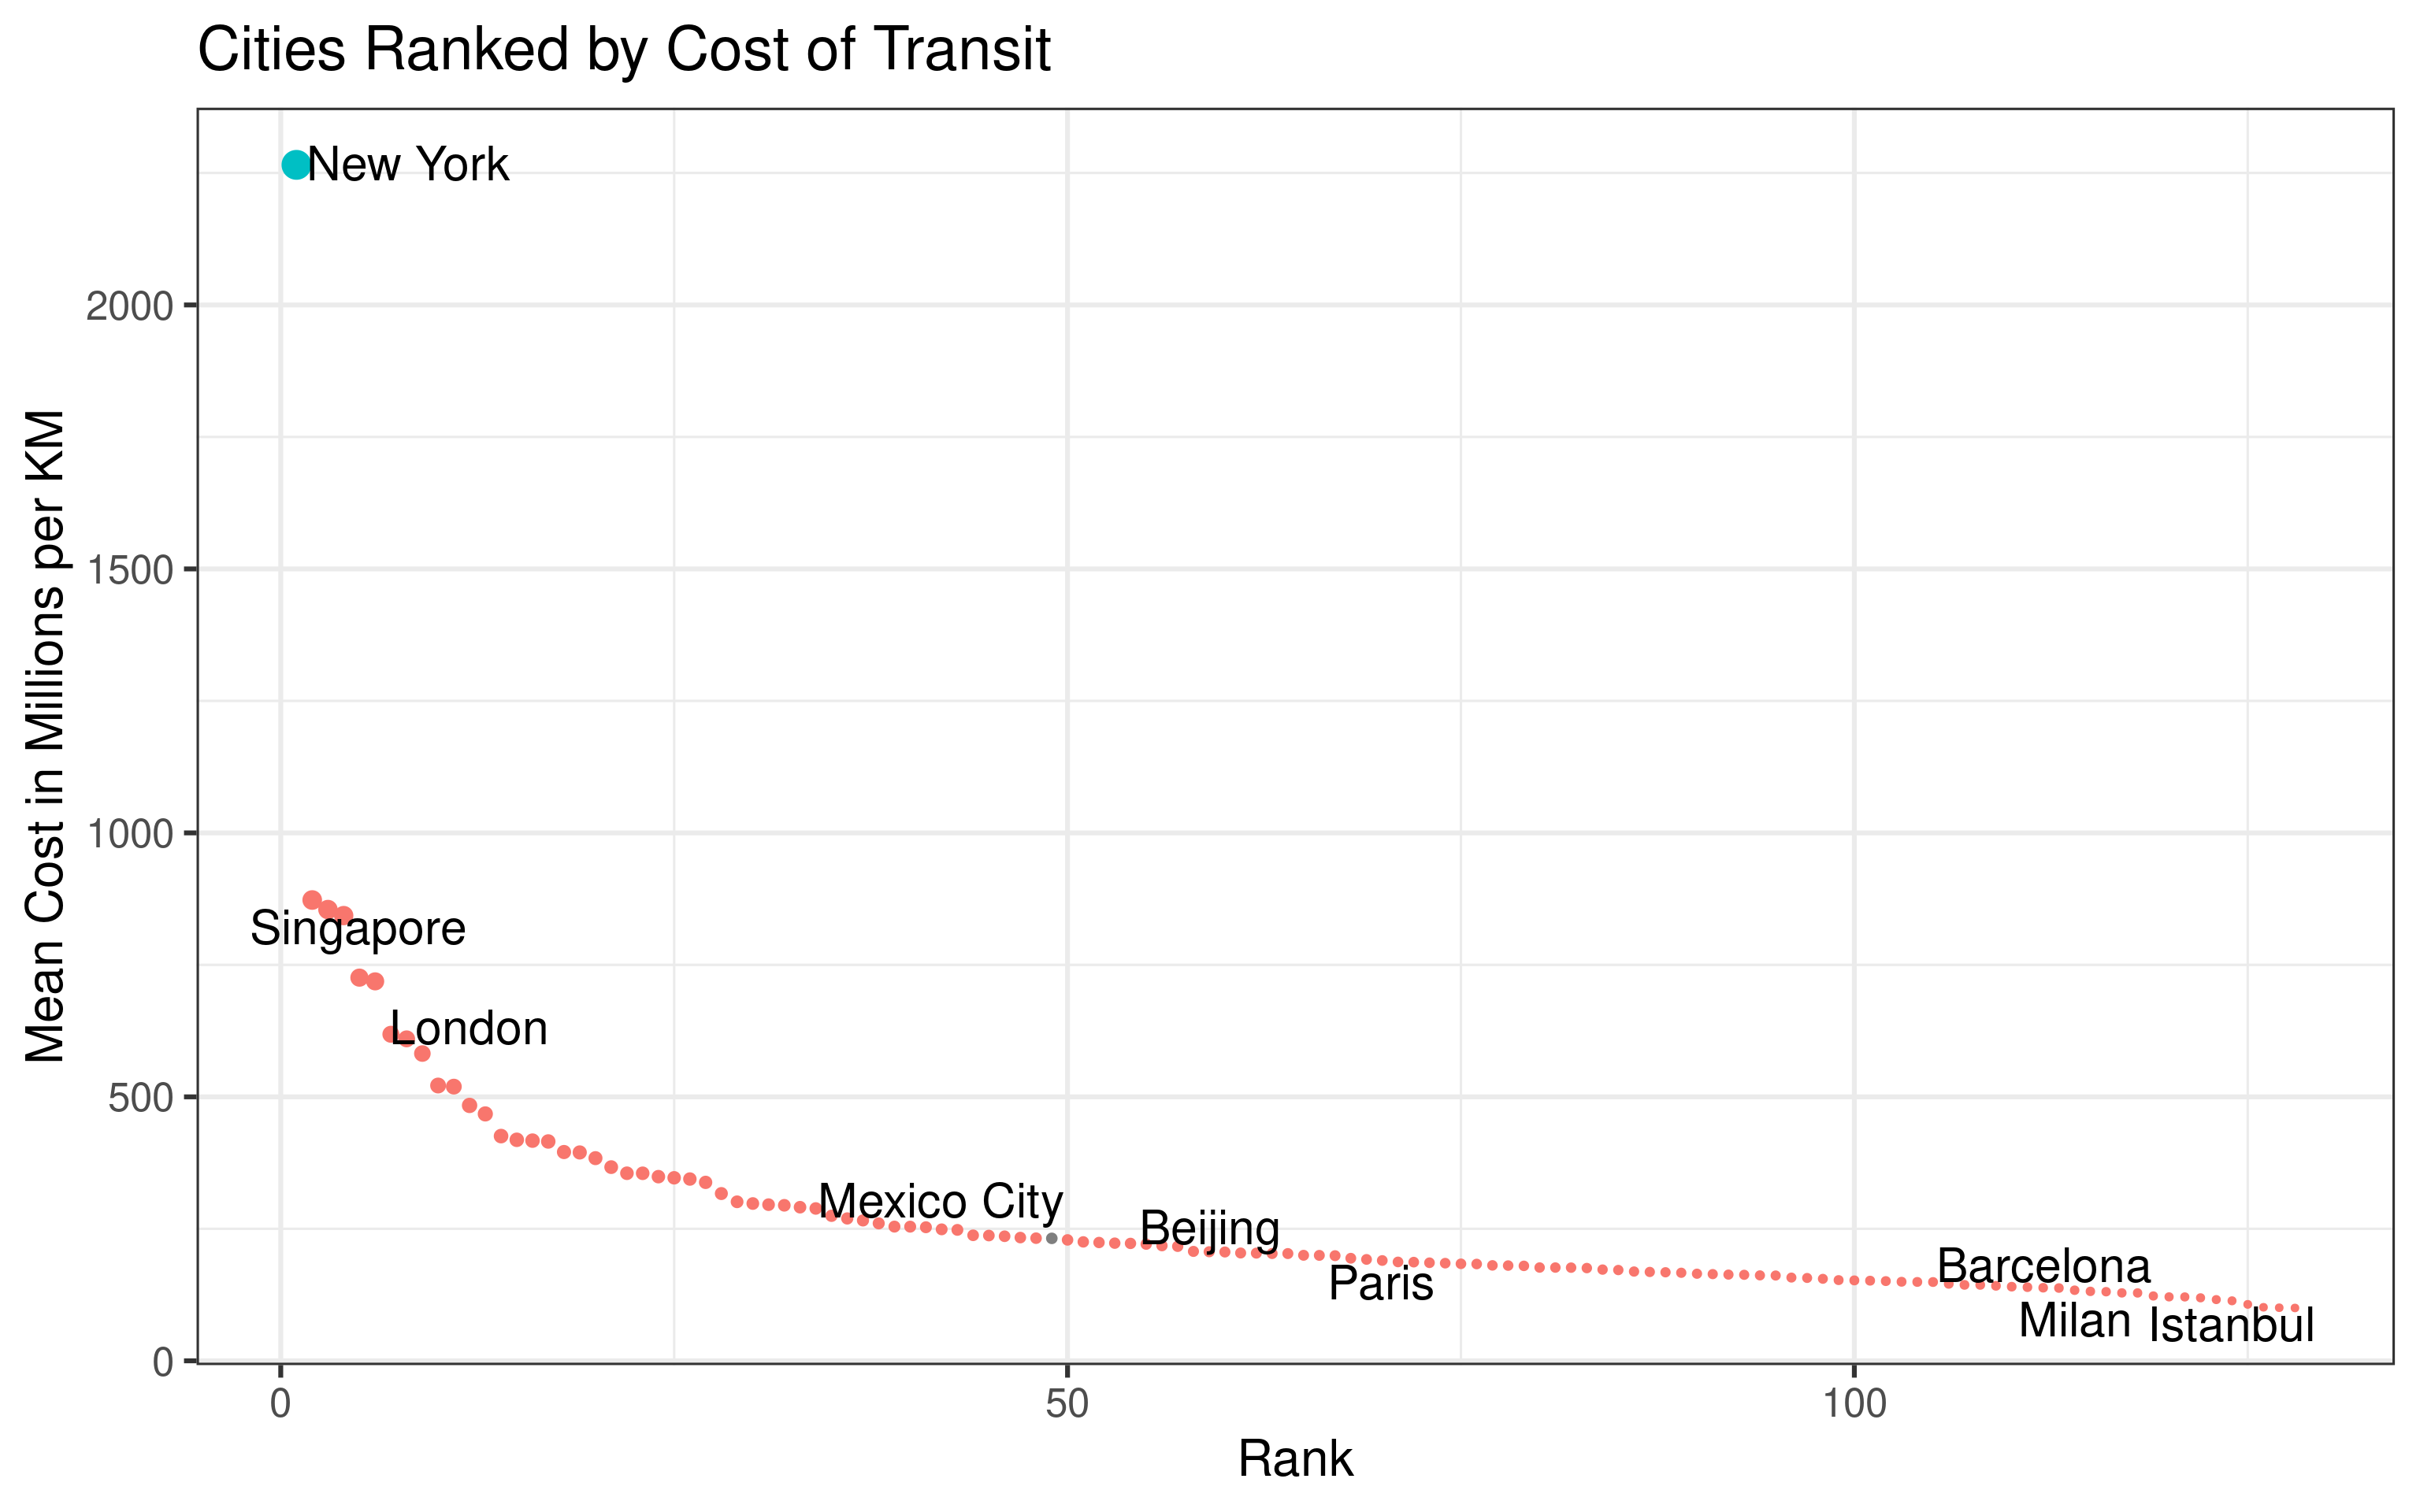 Cities Ranked by Cost of Transit
Mean Cost in Millions per KM
2000
1500
1000
500
0
New York
Singapore
London
Mexico City
Beijing
Paris
Barcelona
Milan
Istanbul
0
50
100
Rank